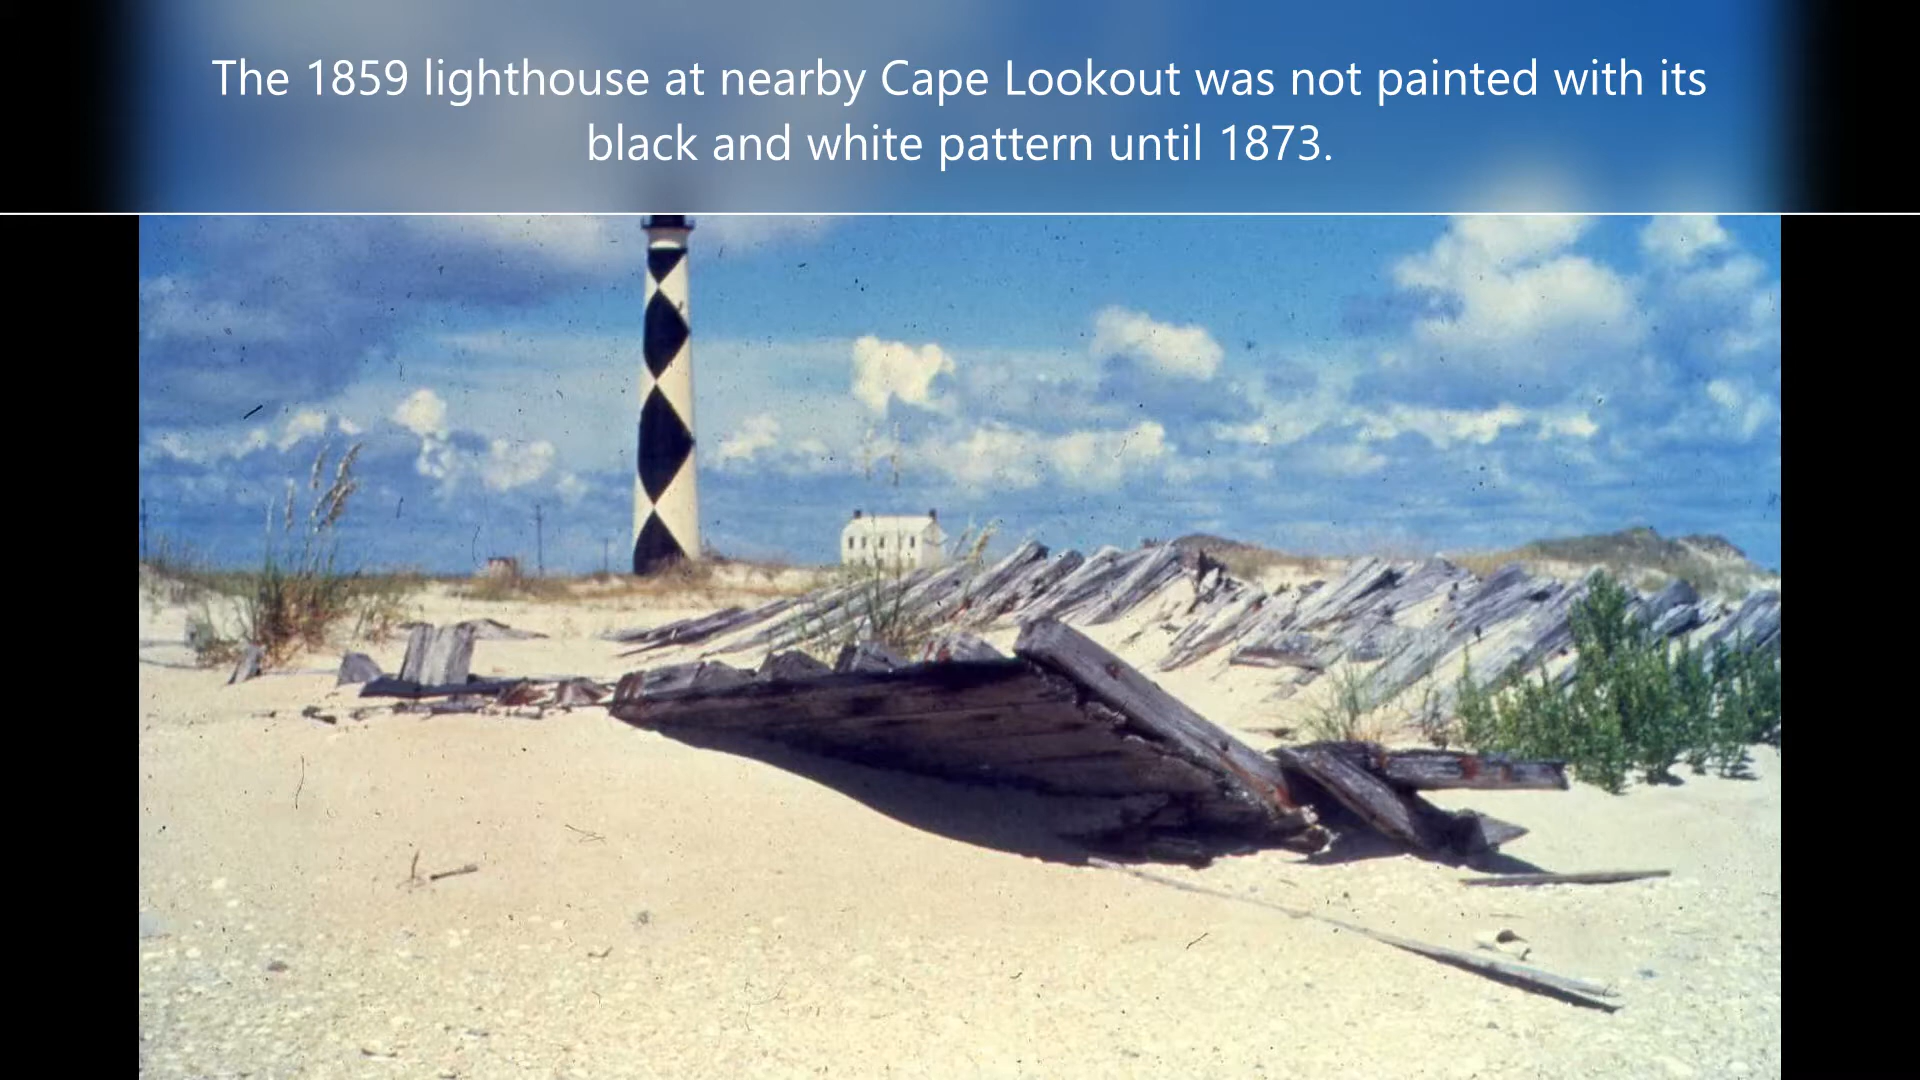 The 1859 lighthouse at nearby Cape Lookout was not painted with its
black and white pattern until 1873.